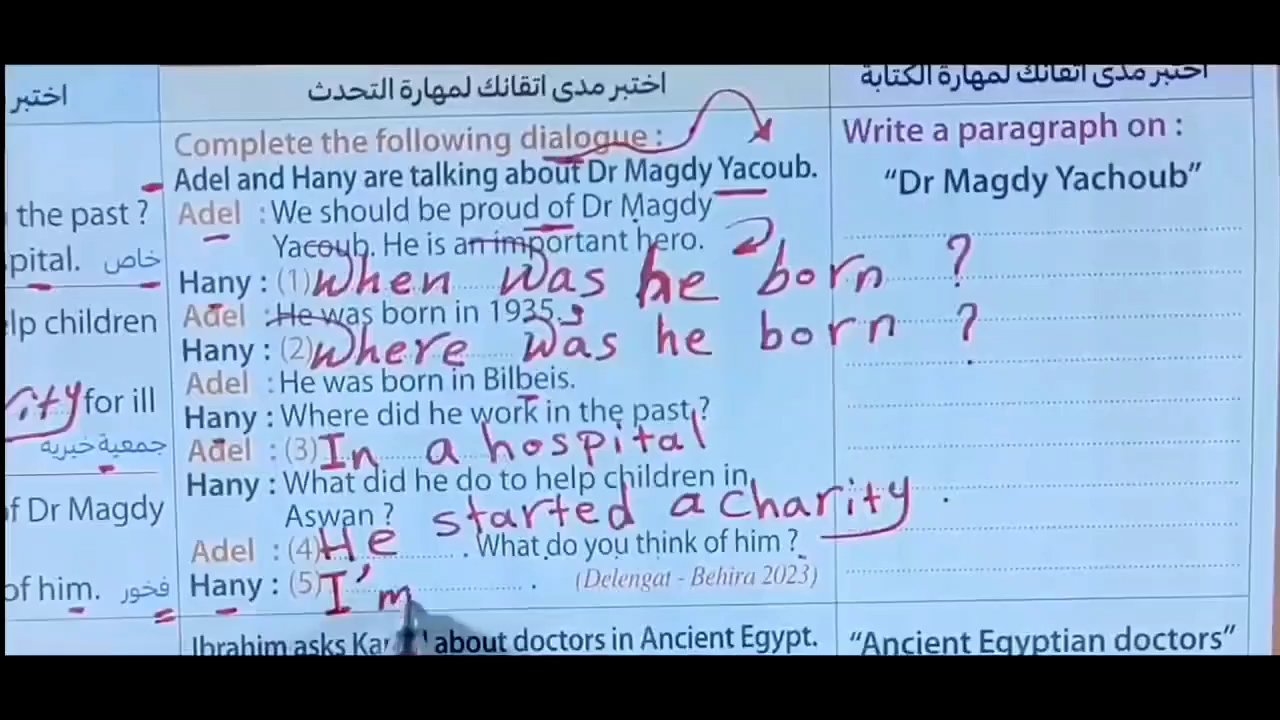 اختبر
اختبر مدى اتقانك لمهارة التحدث
اختبر مدى اتقانك لمهارة الكتابة
the past ?
pital. خاص
lp children
rity for ill
جمعية خيرية
f Dr Magdy
of him. فخور
Complete the following dialogue :
Adel and Hany are talking about Dr Magdy Yacoub.
Adel : We should be proud of Dr Magdy
Yacoub. He is an important hero.
Hany : (1) When was he born ?
Adel : He was born in 1935.
Hany : (2) Where was he born ?
Adel : He was born in Bilbeis.
Hany : Where did he work in the past ?
Adel : (3) In a hospital
Hany : What did he do to help children in
Aswan ?
Adel : (4) He started a charity . What do you think of him ?
Hany : (5) I'm . (Delengat - Behira 2023)
Ibrahim asks about doctors in Ancient Egypt.
Write a paragraph on :
“Dr Magdy Yachoub”
“Ancient Egyptian doctors”